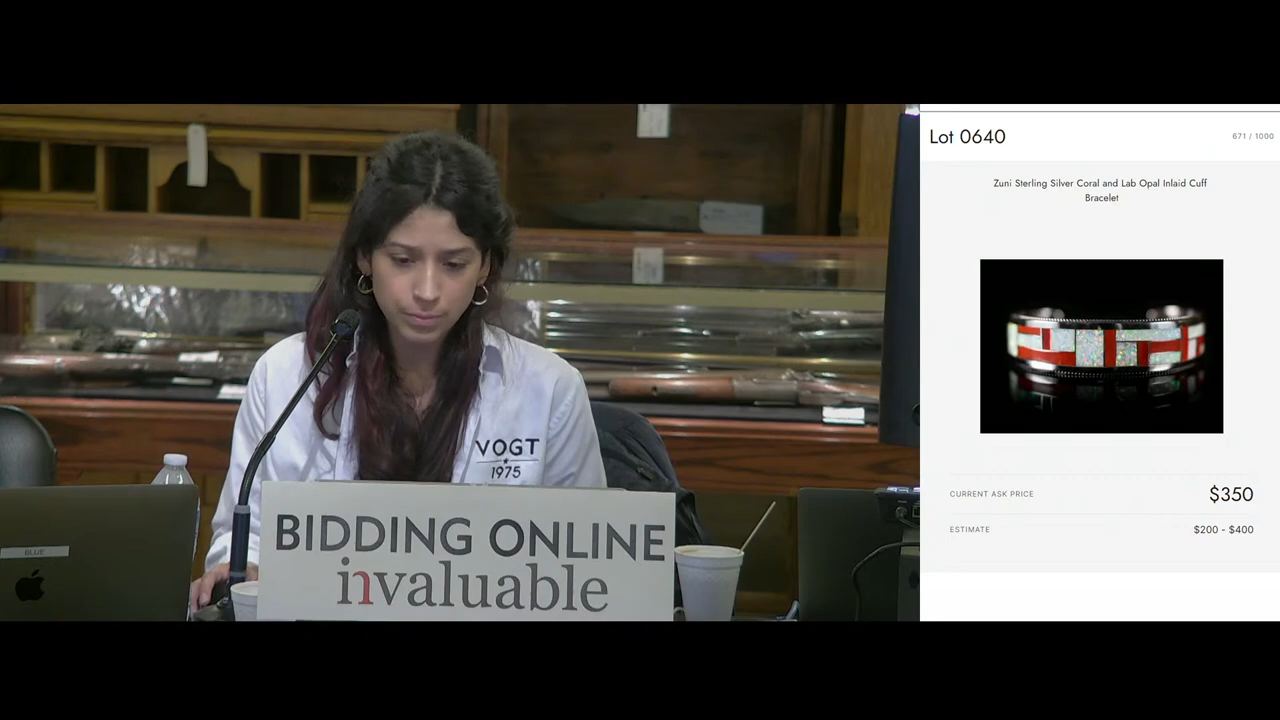 Lot 0640
671 / 1000
Zuni Sterling Silver Coral and Lab Opal Inlaid Cuff
Bracelet
CURRENT ASK PRICE
$350
ESTIMATE
$200 - $400
VOGT
1975
BLUE
BIDDING ONLINE
invaluable